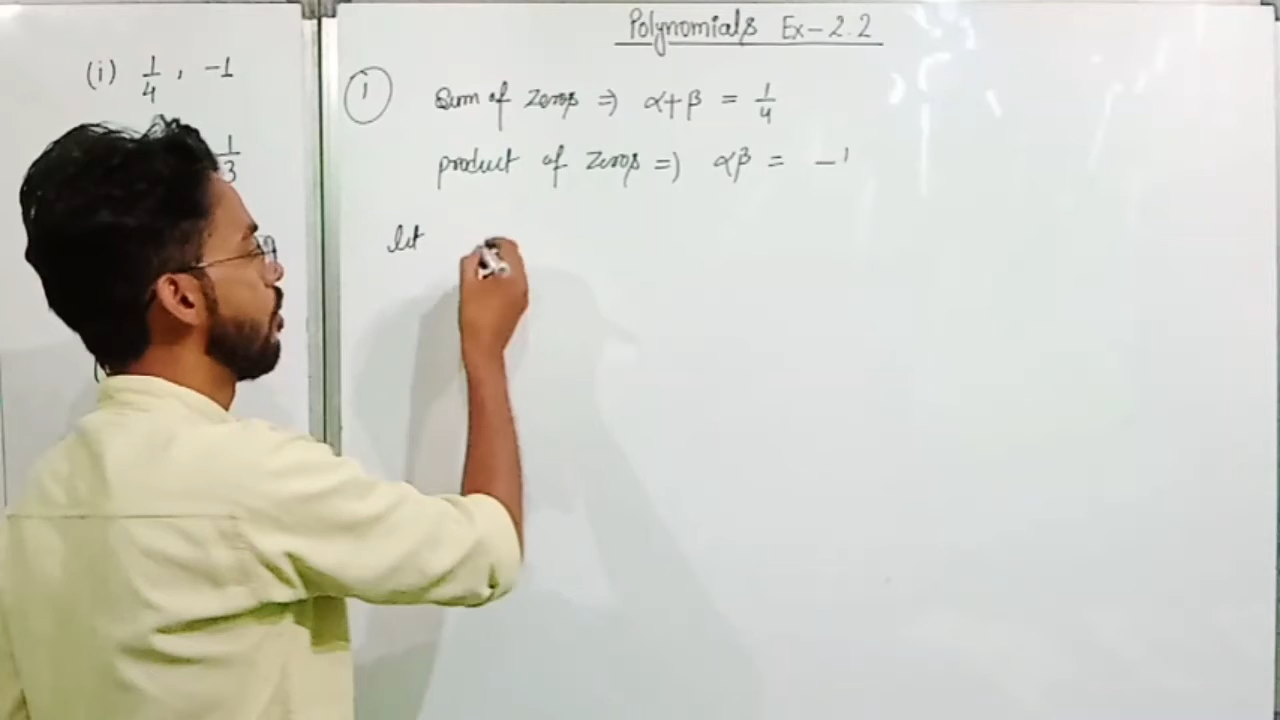 Polynomials Ex-2.2
(i) 1/4, -1
1/3
① Sum of Zeros ⇒ α+β = 1/4
product of Zeros ⇒ αβ = -1
let